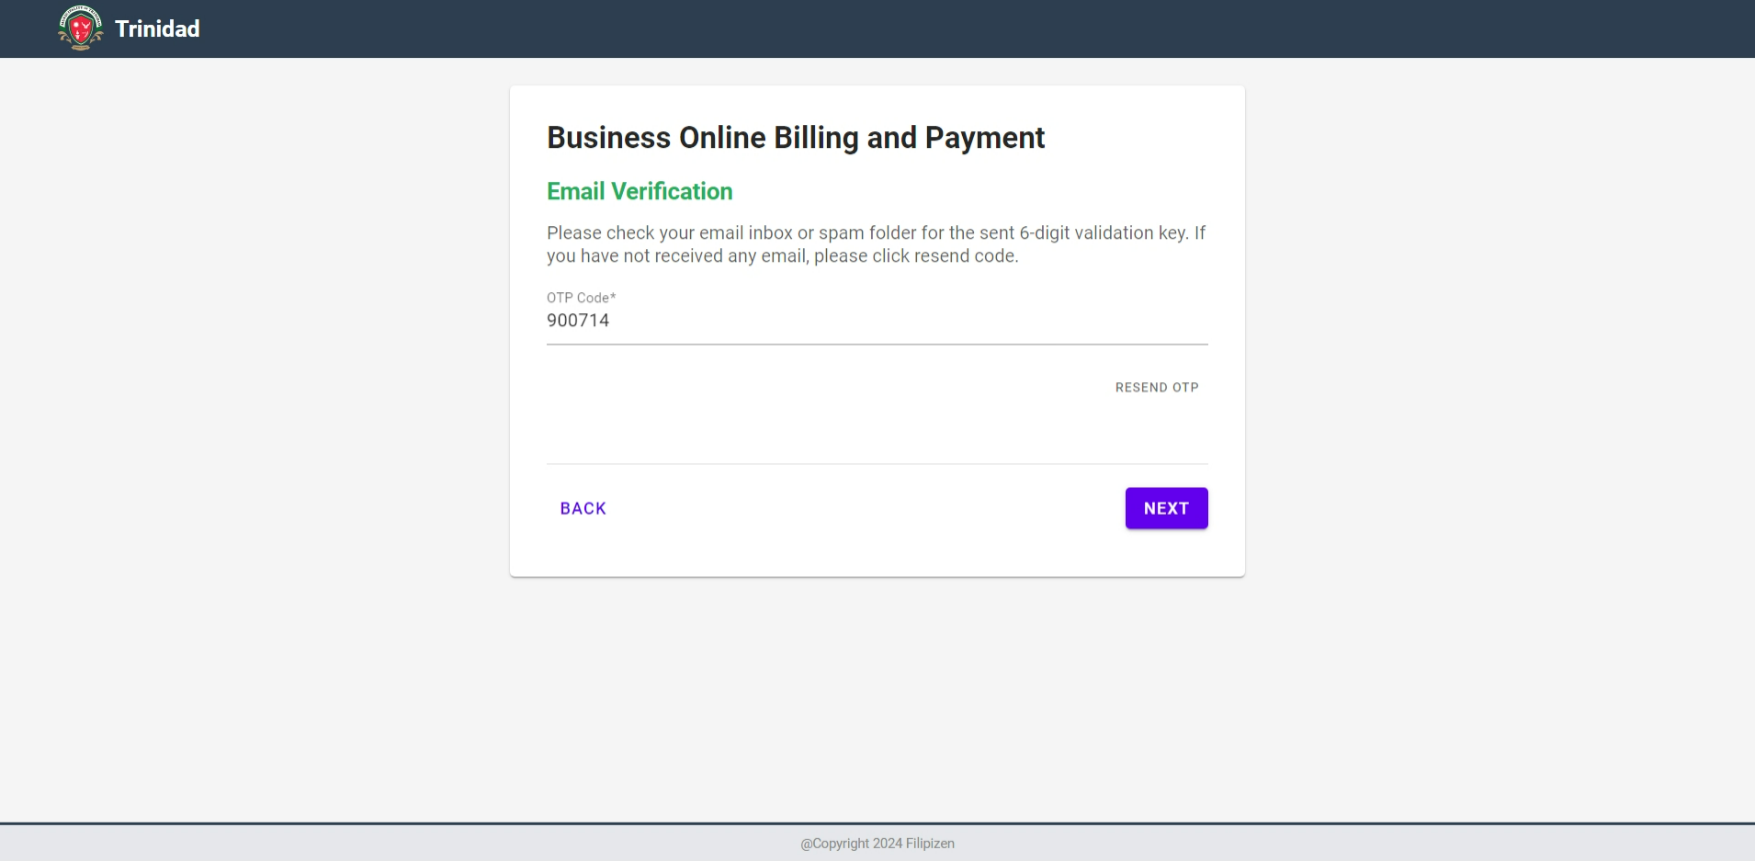 Trinidad
Business Online Billing and Payment
Email Verification
Please check your email inbox or spam folder for the sent 6-digit validation key. If
you have not received any email, please click resend code.
OTP Code*
900714
RESEND OTP
BACK
NEXT
@Copyright 2024 Filipizen